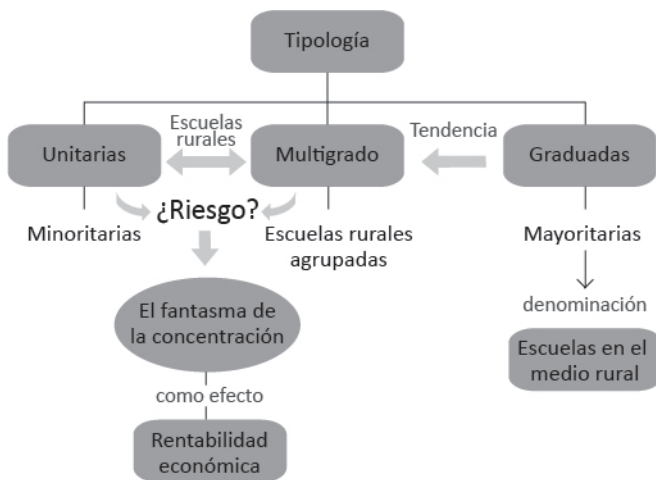 Tipología
Escuelas
rurales
Tendencia
Unitarias
Multigrado
Graduadas
¿Riesgo?
Minoritarias
Escuelas rurales
agrupadas
Mayoritarias
denominación
El fantasma de
la concentración
Escuelas en el
medio rural
como efecto
Rentabilidad
económica